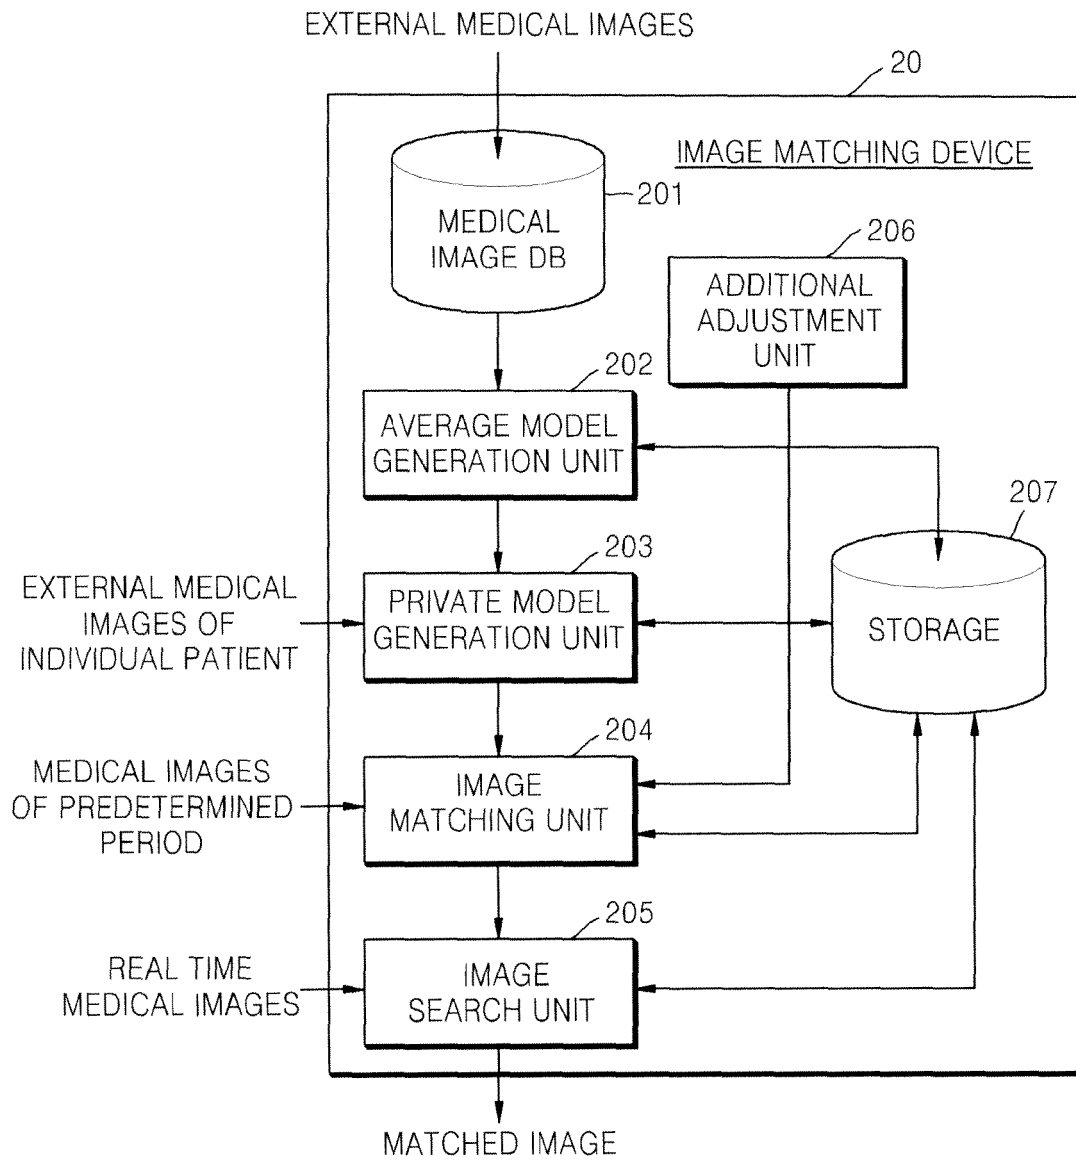 EXTERNAL MEDICAL IMAGES
20
IMAGE MATCHING DEVICE
201
MEDICAL
IMAGE DB
206
ADDITIONAL
ADJUSTMENT
UNIT
202
AVERAGE MODEL
GENERATION UNIT
207
STORAGE
203
EXTERNAL MEDICAL
IMAGES OF
INDIVIDUAL PATIENT
PRIVATE MODEL
GENERATION UNIT
204
MEDICAL IMAGES
OF PREDETERMINED
PERIOD
IMAGE
MATCHING UNIT
205
REAL TIME
MEDICAL IMAGES
IMAGE
SEARCH UNIT
MATCHED IMAGE